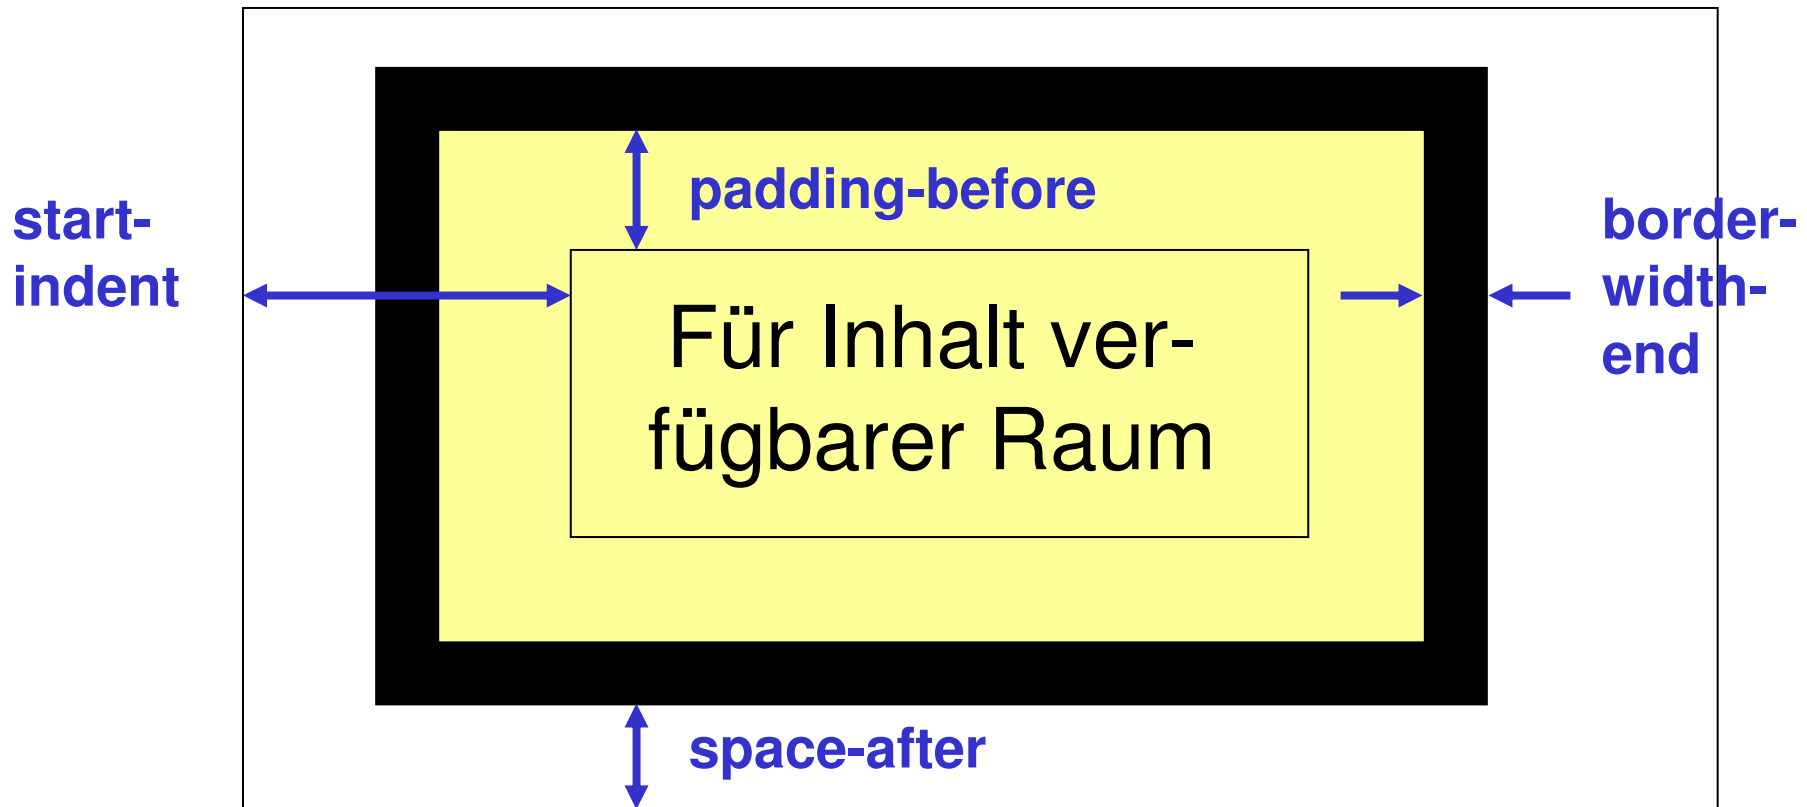 padding-before
start-
indent
border-
width-
end
Für Inhalt ver-
fügbarer Raum
space-after